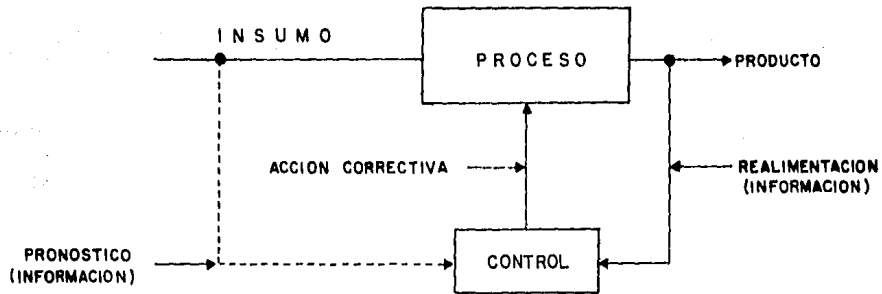 INSUMO
PROCESO
PRODUCTO
ACCION CORRECTIVA
REALIMENTACION
(INFORMACION)
PRONOSTICO
(INFORMACION)
CONTROL